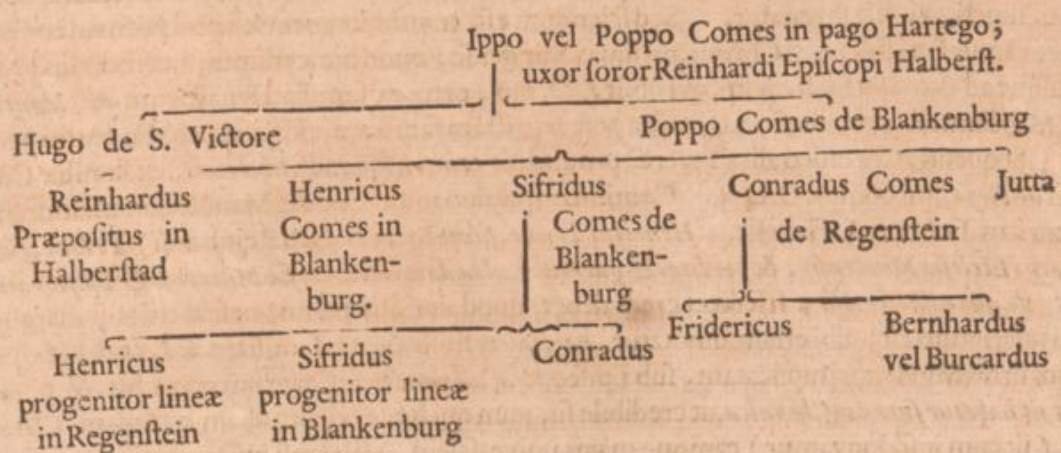 Ippo vel Poppo Comes in pago Hartego;
uxor ſoror Reinhardi Epiſcopi Halberſt.
Hugo de S. Victore
Poppo Comes de Blankenburg
Reinhardus
Præpoſitus in
Halberſtad
Henricus
Comes in
Blanken-
burg.
Sifridus
Comes de
Blanken-
burg
Conradus Comes
de Regenſtein
Jutta
Henricus
progenitor lineæ
in Regenſtein
Sifridus
progenitor lineæ
in Blankenburg
Conradus
Fridericus
Bernhardus
vel Burcardus